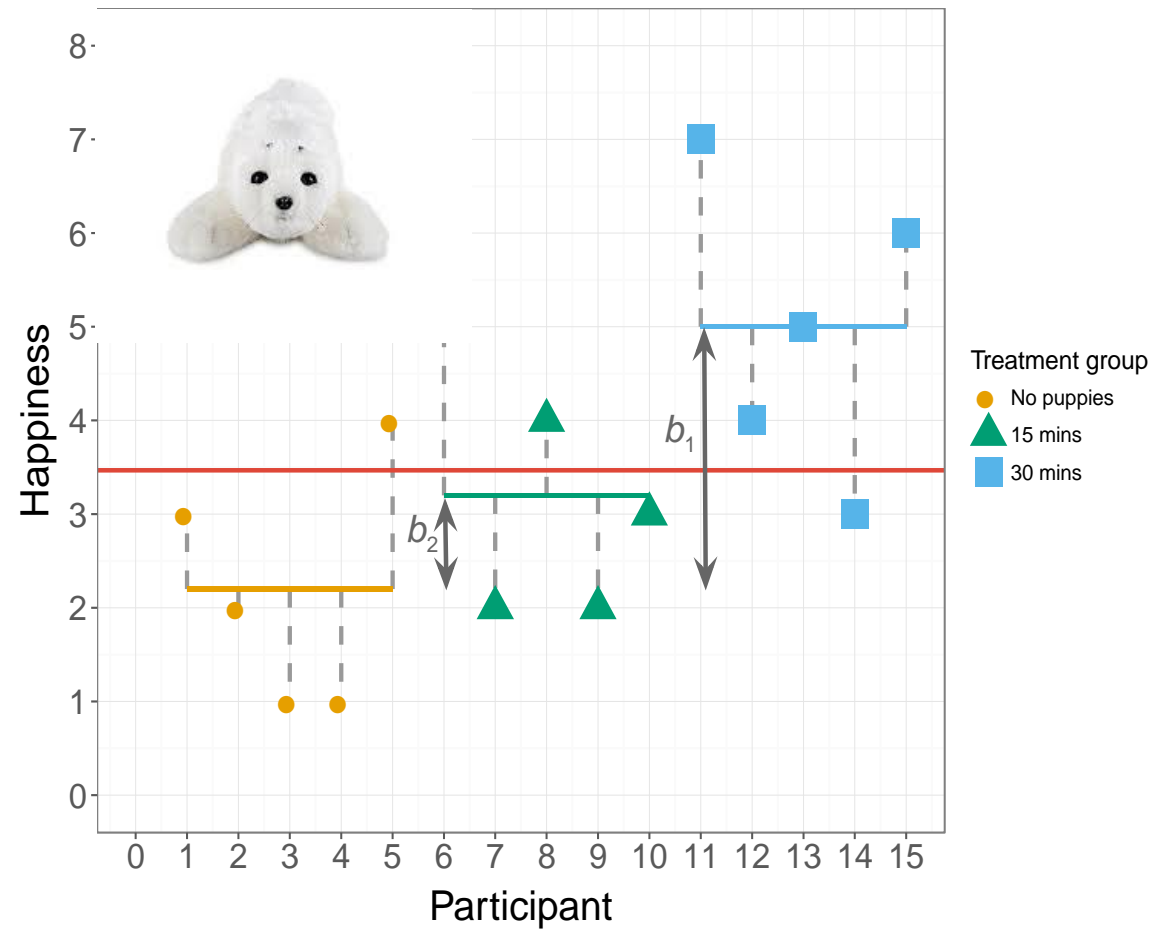 8
7
6
5
4
3
2
1
0
Happiness
b1
b2
0 1 2 3 4 5 6 7 8 9 10 11 12 13 14 15
Participant
Treatment group
No puppies
15 mins
30 mins